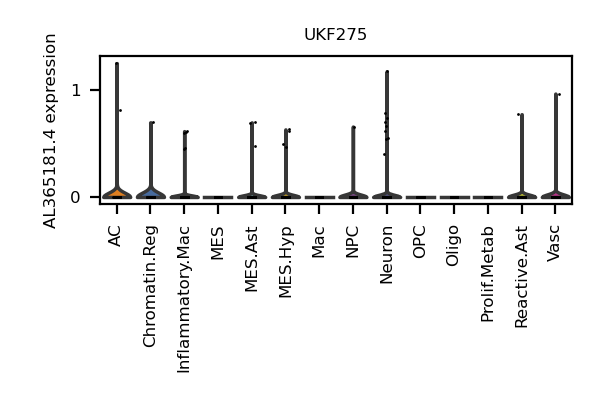 UKF275
AL365181.4 expression
1
0
AC
Chromatin.Reg
Inflammatory.Mac
MES
MES.Ast
MES.Hyp
Mac
NPC
Neuron
OPC
Oligo
Prolif.Metab
Reactive.Ast
Vasc